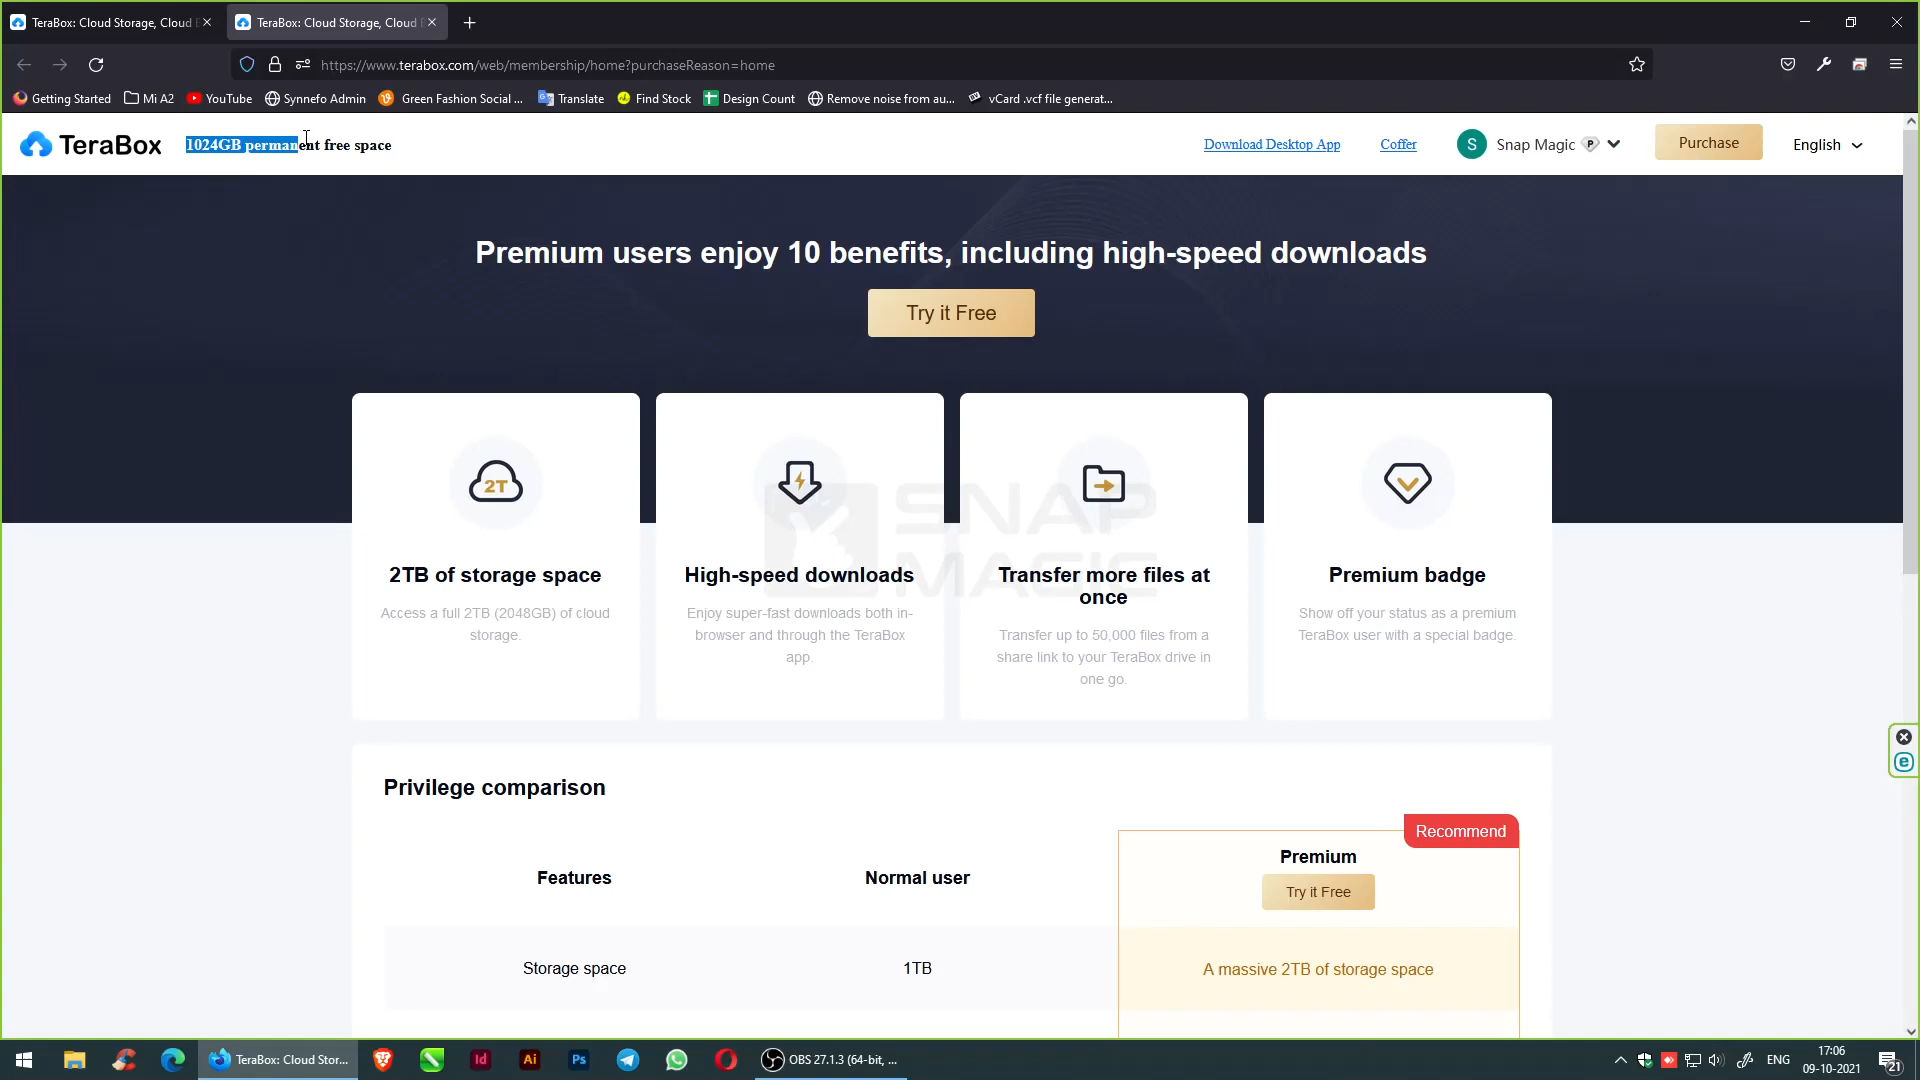 TeraBox: Cloud Storage, Cloud
TeraBox: Cloud Storage, Cloud
https://www.terabox.com/web/membership/home?purchaseReason=home
Getting Started
Mi A2
YouTube
Synnefo Admin
Green Fashion Social ...
Translate
Find Stock
Design Count
Remove noise from au...
vCard .vcf file generat...
TeraBox
1024GB permanent free space
Download Desktop App
Coffer
S
Snap Magic
P
Purchase
English
Premium users enjoy 10 benefits, including high-speed downloads
Try it Free
2T
2TB of storage space
Access a full 2TB (2048GB) of cloud
storage.
High-speed downloads
Enjoy super-fast downloads both in-
browser and through the TeraBox
app.
Transfer more files at
once
Transfer up to 50,000 files from a
share link to your TeraBox drive in
one go.
Premium badge
Show off your status as a premium
TeraBox user with a special badge.
SNAP
MAGIC
Privilege comparison
Recommend
Features
Normal user
Premium
Try it Free
Storage space
1TB
A massive 2TB of storage space
TeraBox: Cloud Stor...
Id
Ai
Ps
OBS 27.1.3 (64-bit, ...
ENG
17:06
09-10-2021
21